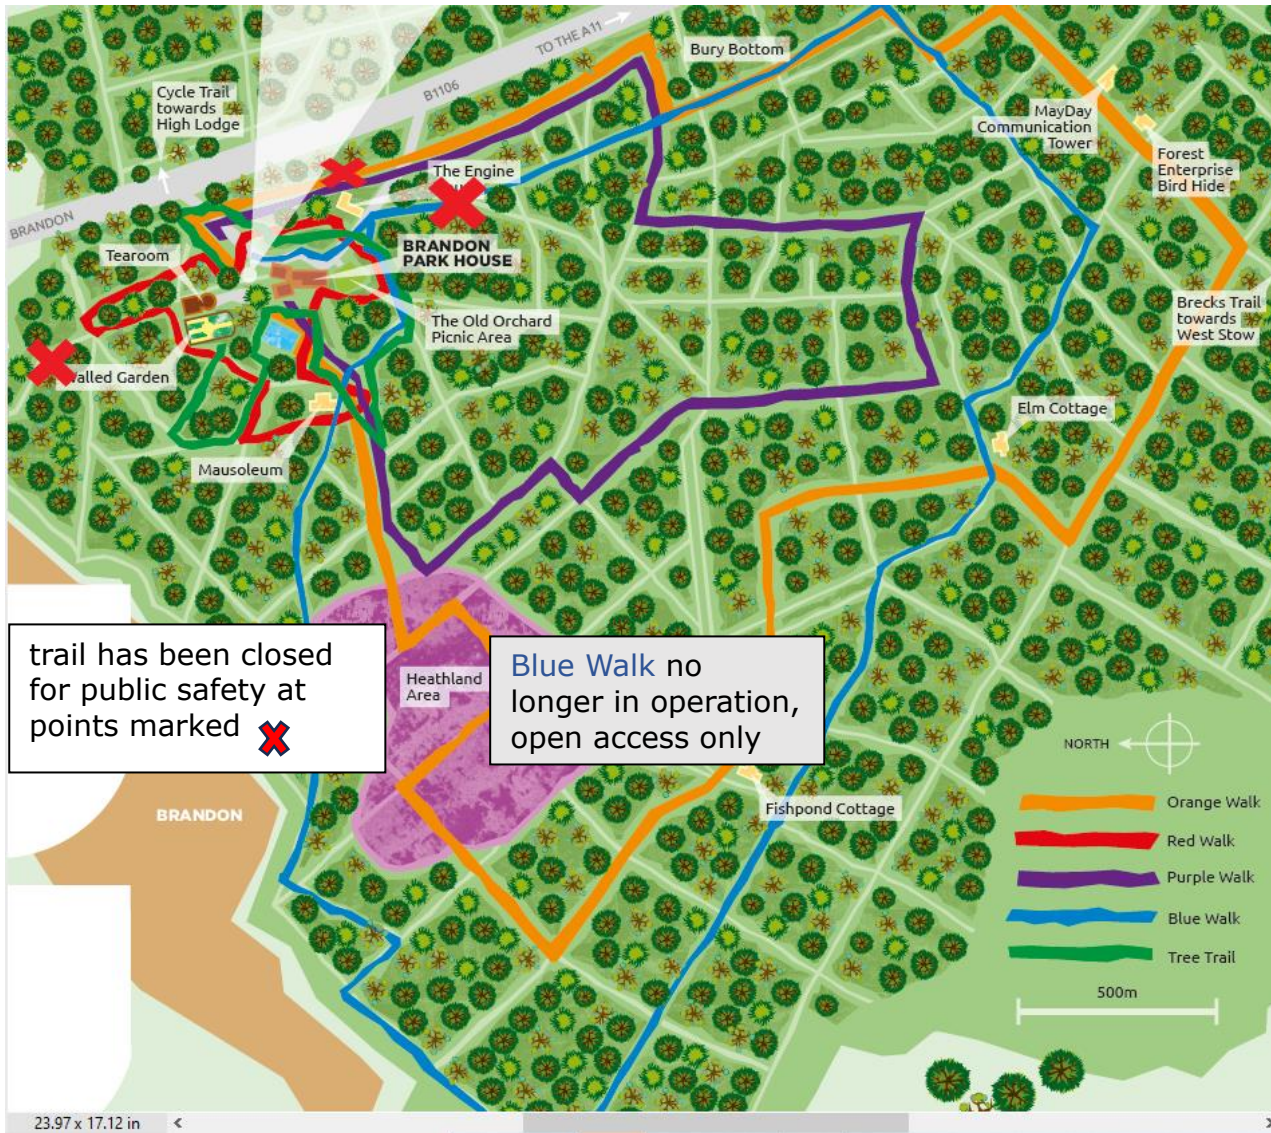 TO THE A11
Bury Bottom
Cycle Trail
towards
High Lodge
B1106
MayDay
Communication
Tower
Forest
Enterprise
Bird Hide
The Engine
BRANDON
BRANDON
PARK HOUSE
Tearoom
The Old Orchard
Picnic Area
Brecks Trail
towards
West Stow
Walled Garden
Elm Cottage
Mausoleum
trail has been closed
for public safety at
points marked
Heathland
Area
Blue Walk no
longer in operation,
open access only
NORTH
BRANDON
Fishpond Cottage
Orange Walk
Red Walk
Purple Walk
Blue Walk
Tree Trail
500m
23.97 x 17.12 in